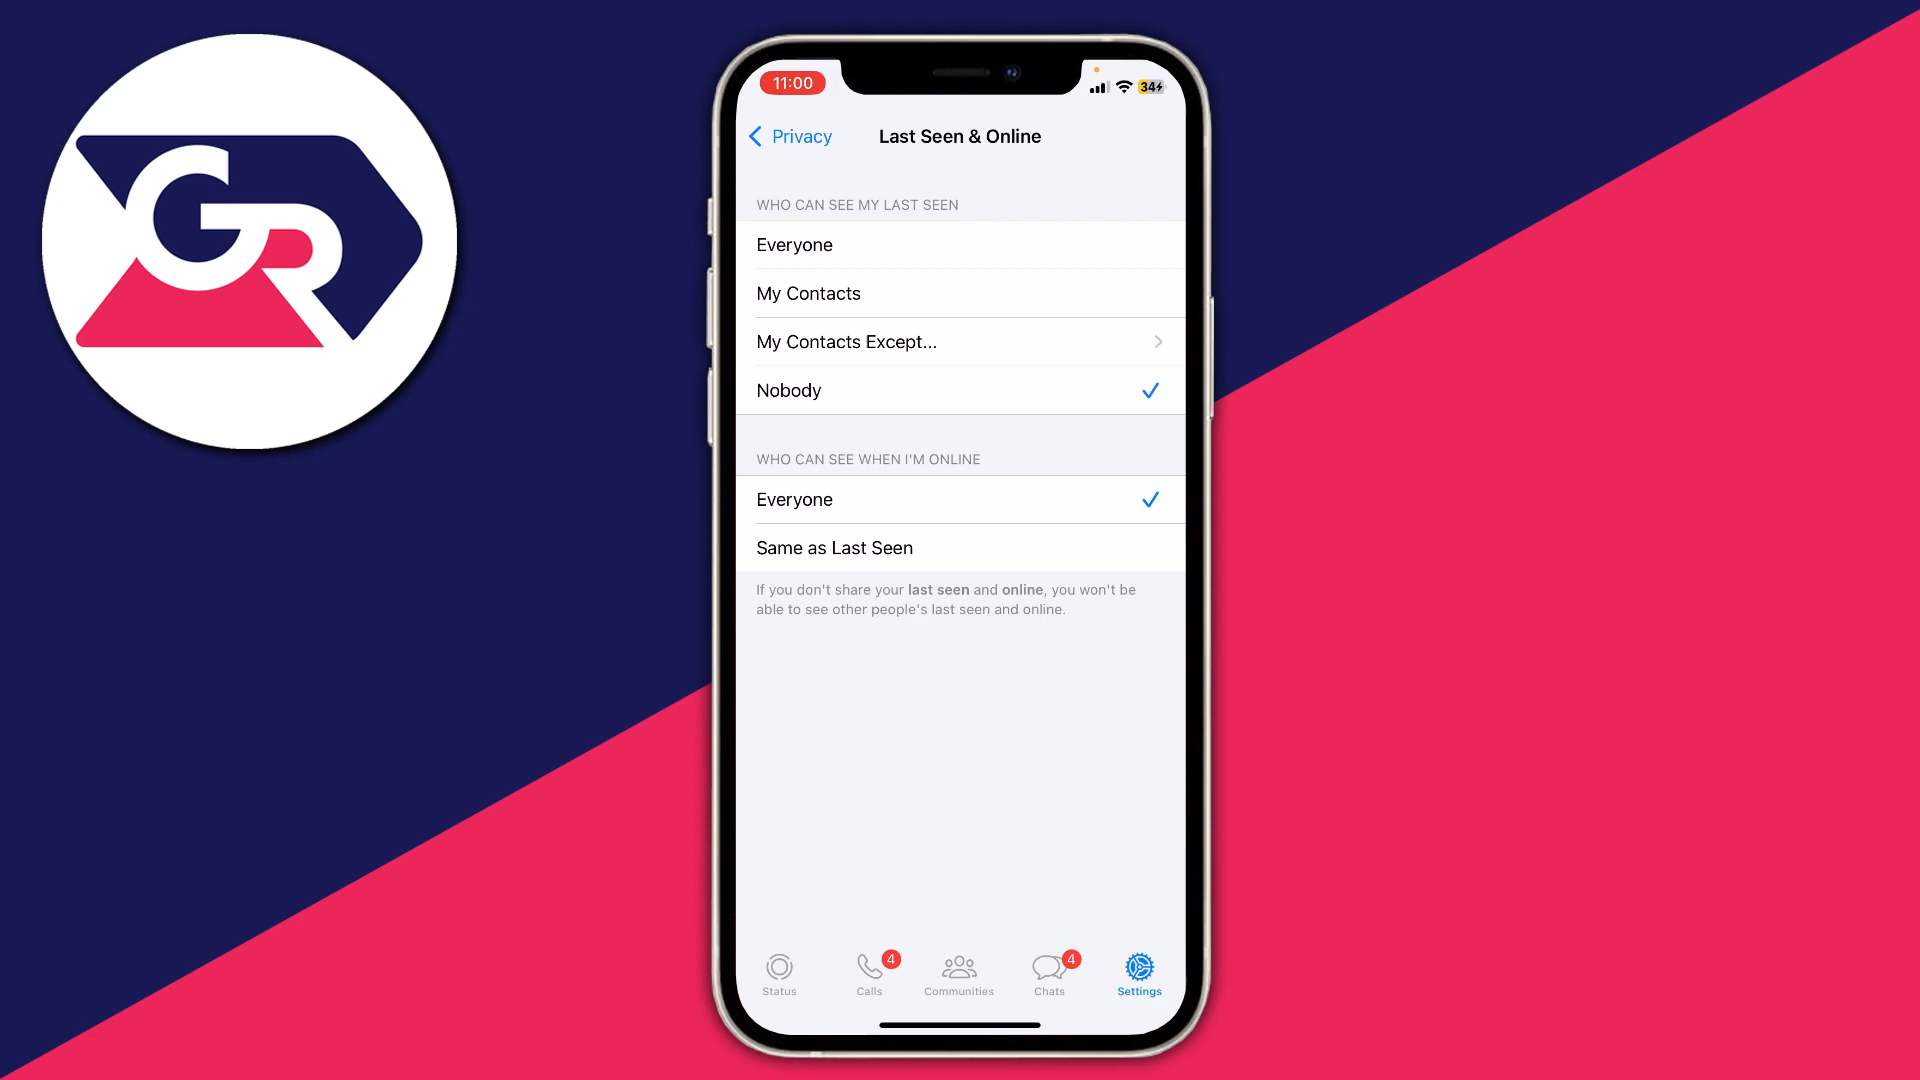 GR
11:00
34
Privacy
Last Seen & Online
WHO CAN SEE MY LAST SEEN
Everyone
My Contacts
My Contacts Except...
Nobody
WHO CAN SEE WHEN I'M ONLINE
Everyone
Same as Last Seen
If you don't share your last seen and online, you won't be
able to see other people's last seen and online.
4
4
Status
Calls
Communities
Chats
Settings